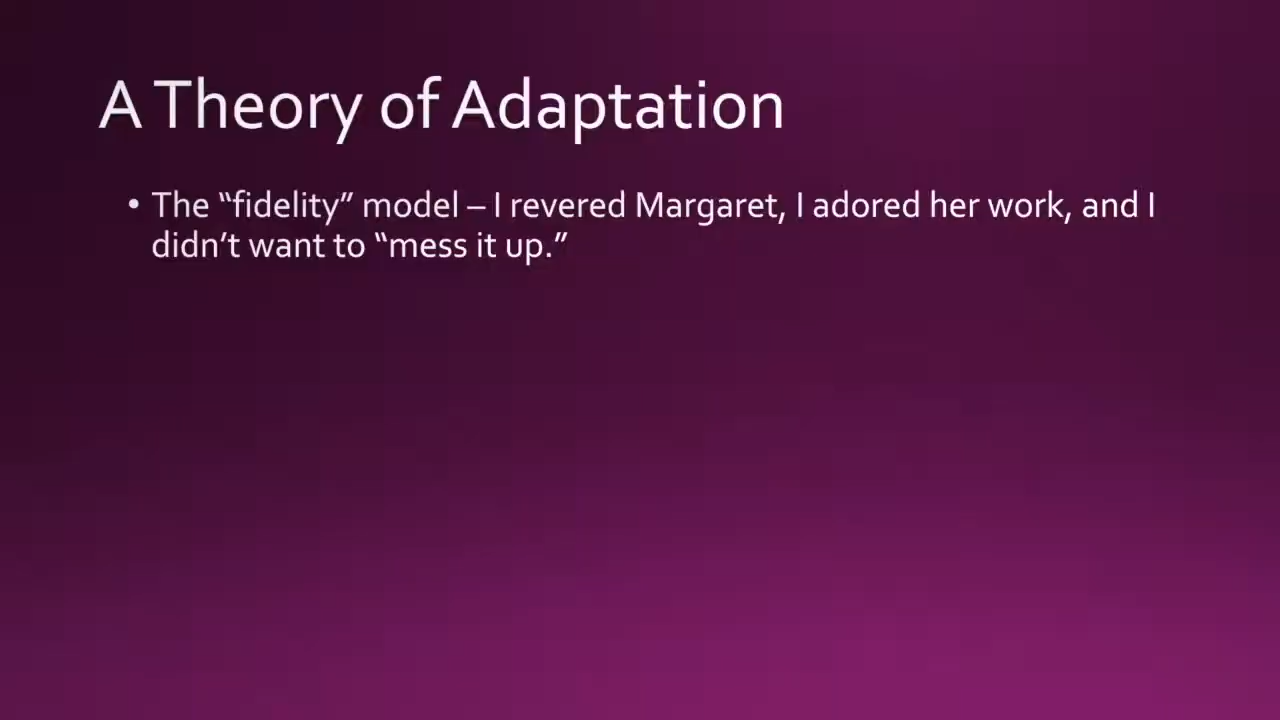 A Theory of Adaptation
• The “fidelity” model – I revered Margaret, I adored her work, and I
didn’t want to “mess it up.”